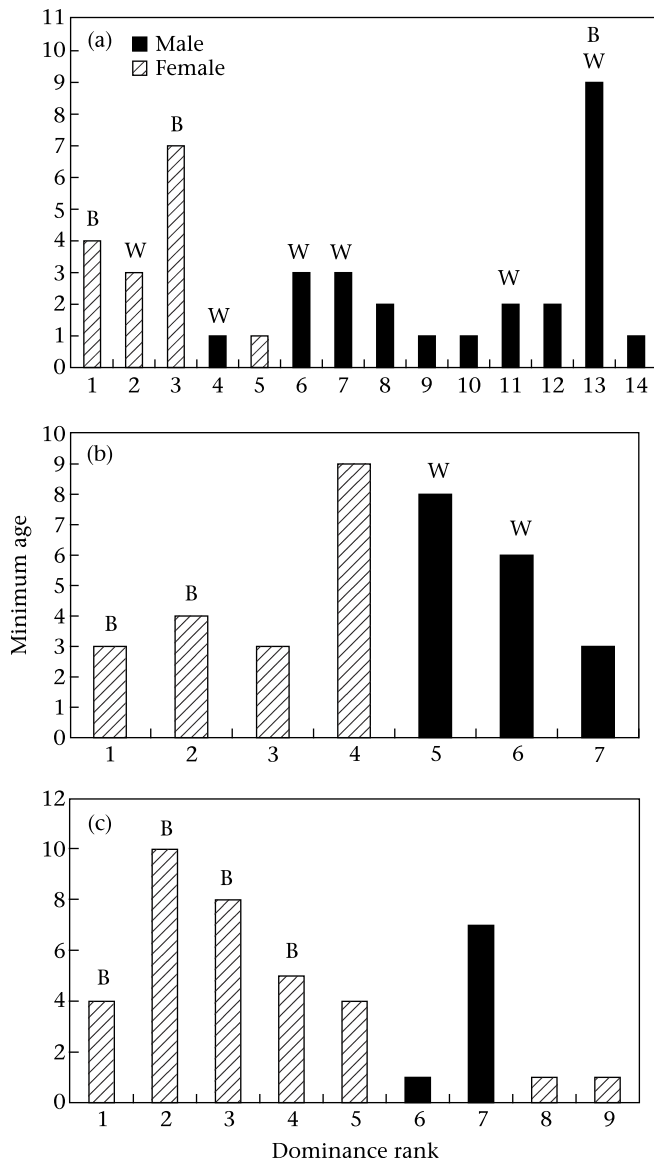 (a)
Male
Female
11
10
9
8
7
6
5
4
3
2
1
0
B
W
B
W
W
W
W
B
W
1 2 3 4 5 6 7 8 9 10 11 12 13 14
(b)
10
9
8
7
6
5
4
3
2
1
0
B
B
W
W
1 2 3 4 5 6 7
Minimum age
(c)
12
10
8
6
4
2
0
B
B
B
B
1 2 3 4 5 6 7 8 9
Dominance rank